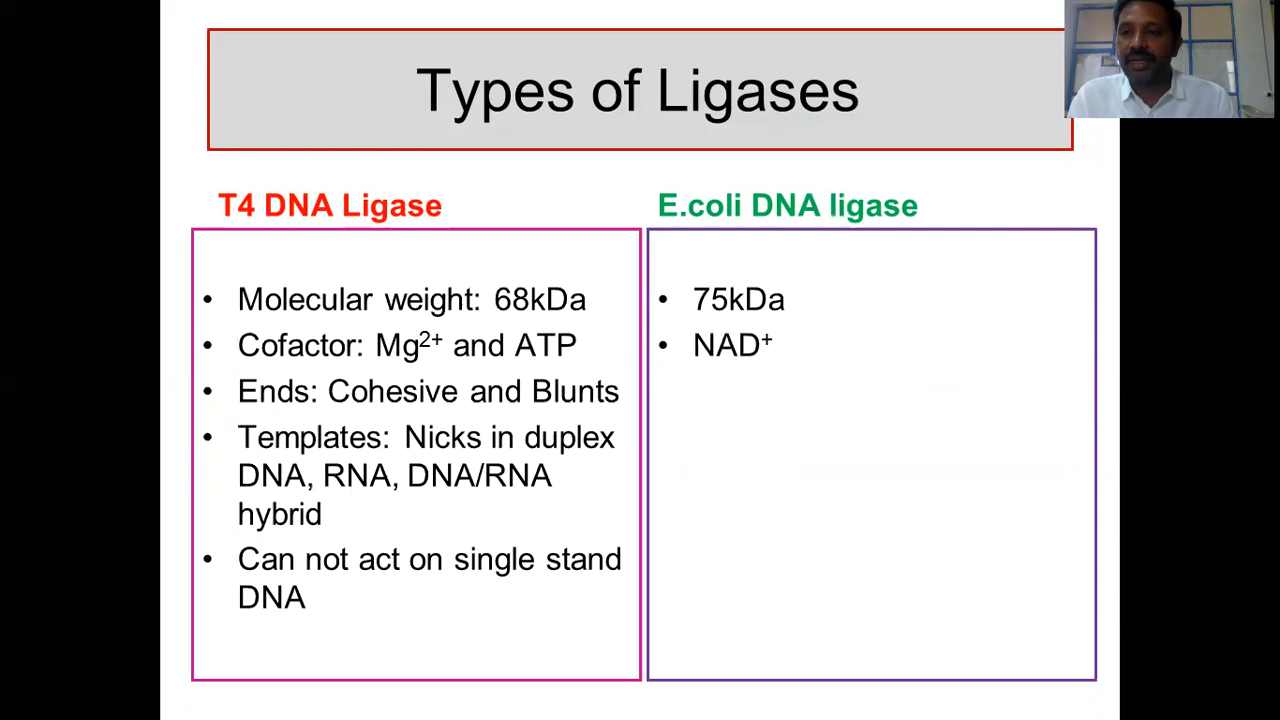 Types of Ligases
T4 DNA Ligase
• Molecular weight: 68kDa
• Cofactor: Mg²⁺ and ATP
• Ends: Cohesive and Blunts
• Templates: Nicks in duplex
DNA, RNA, DNA/RNA
hybrid
• Can not act on single stand
DNA
E.coli DNA ligase
• 75kDa
• NAD⁺